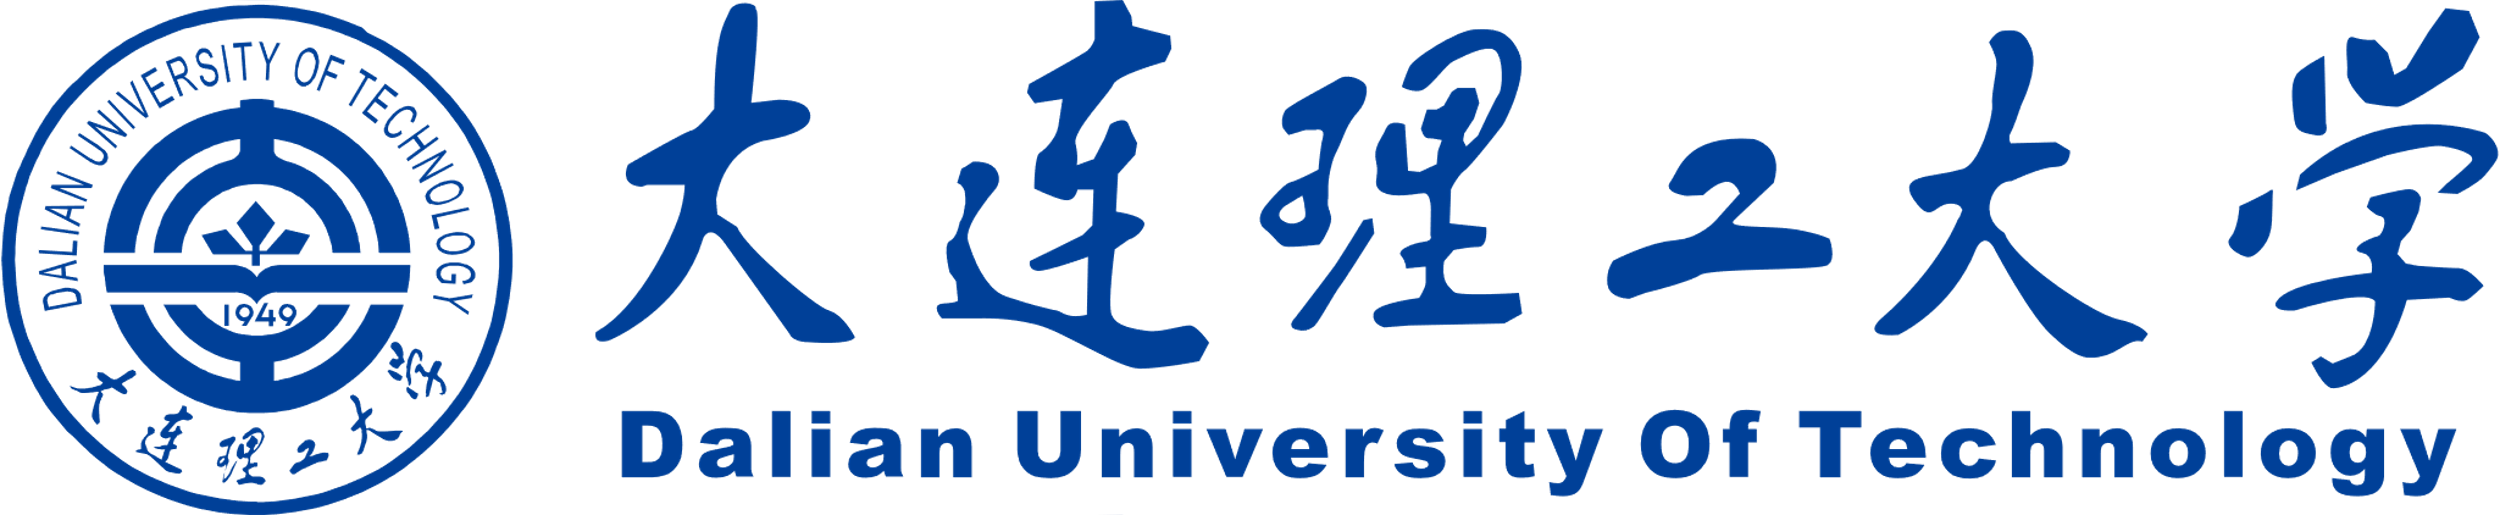 DALIAN UNIVERSITY OF TECHNOLOGY
1949
大连理工大学
大连理工大学
Dalian University Of Technology